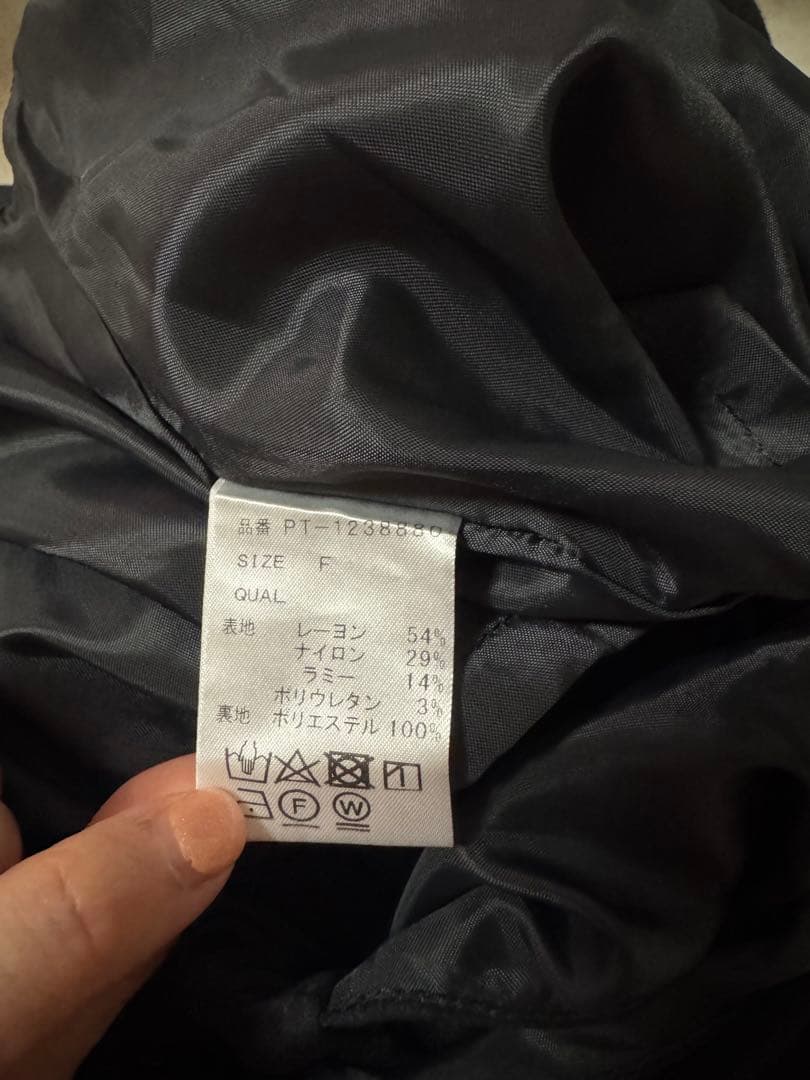 品番 PT-1238880
SIZE F
QUAL
表地 レーヨン 54%
ナイロン 29%
ラミー 14%
ポリウレタン 3%
裏地 ポリエステル 100%
F W